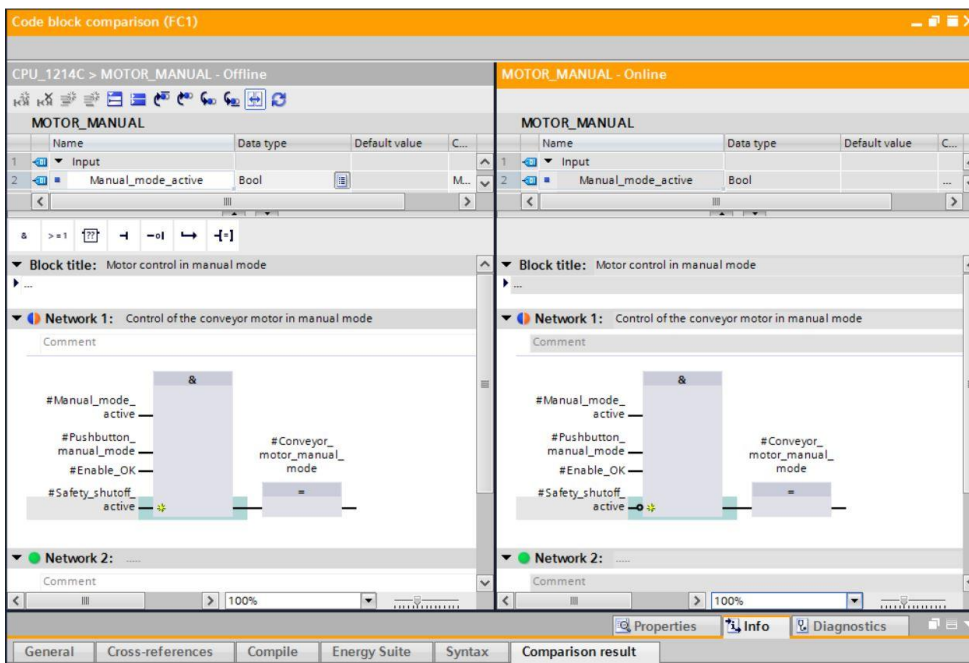 Code block comparison (FC1)
CPU_1214C > MOTOR_MANUAL - Offline
MOTOR_MANUAL
Name Data type Default value C...
1 Input
2 Manual_mode_active Bool M...
& >=1 ??
Block title: Motor control in manual mode
...
Network 1: Control of the conveyor motor in manual mode
Comment
&
#Manual_mode_
active
#Pushbutton_
manual_mode
#Enable_OK
#Safety_shutoff_
active
#Conveyor_
motor_manual_
mode
=
Network 2: .....
Comment
100%
MOTOR_MANUAL - Online
MOTOR_MANUAL
Name Data type Default value C...
1 Input
2 Manual_mode_active Bool ...
Block title: Motor control in manual mode
...
Network 1: Control of the conveyor motor in manual mode
Comment
&
#Manual_mode_
active
#Pushbutton_
manual_mode
#Enable_OK
#Safety_shutoff_
active
#Conveyor_
motor_manual_
mode
=
Network 2: .....
Comment
100%
Properties Info Diagnostics
General Cross-references Compile Energy Suite Syntax Comparison result